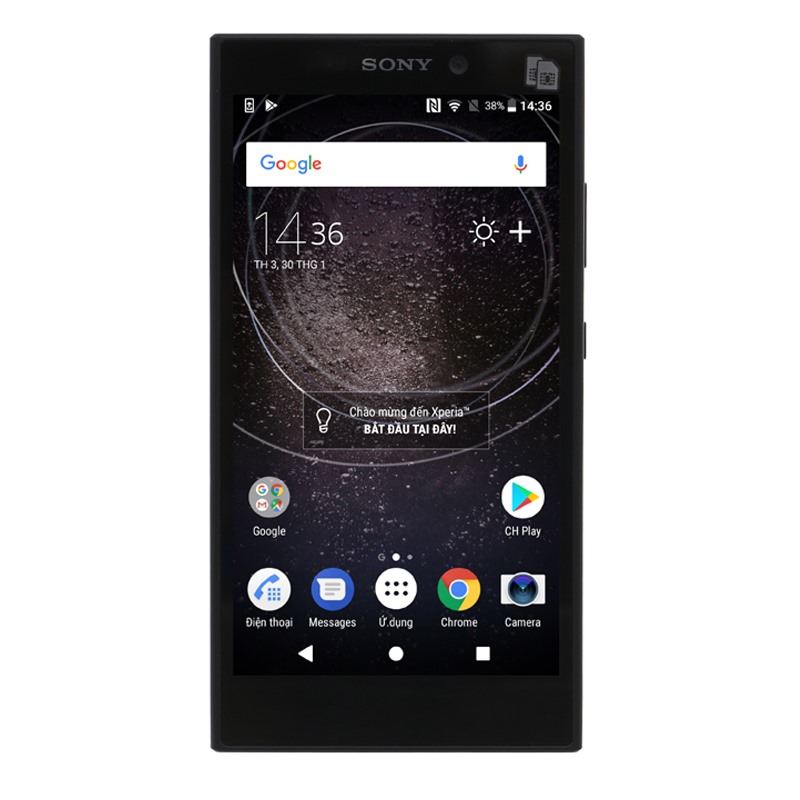 SONY
38% 14:36
Google
14 36
TH 3, 30 THG 1
Chào mừng đến Xperia™
BẮT ĐẦU TẠI ĐÂY!
Google
CH Play
Điện thoại Messages Ứ.dụng Chrome Camera